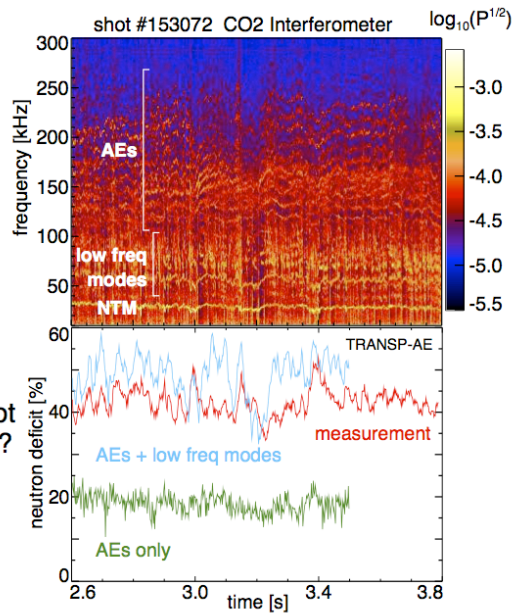 shot #153072 CO2 Interferometer
log10(P^1/2)
300
250
200
150
100
50
frequency [kHz]
AEs
low freq
modes
NTM
-3.0
-3.5
-4.0
-4.5
-5.0
-5.5
60
40
20
0
neutron deficit [%]
TRANSP-AE
measurement
AEs + low freq modes
AEs only
2.6
3.0
3.4
3.8
time [s]
ot
?